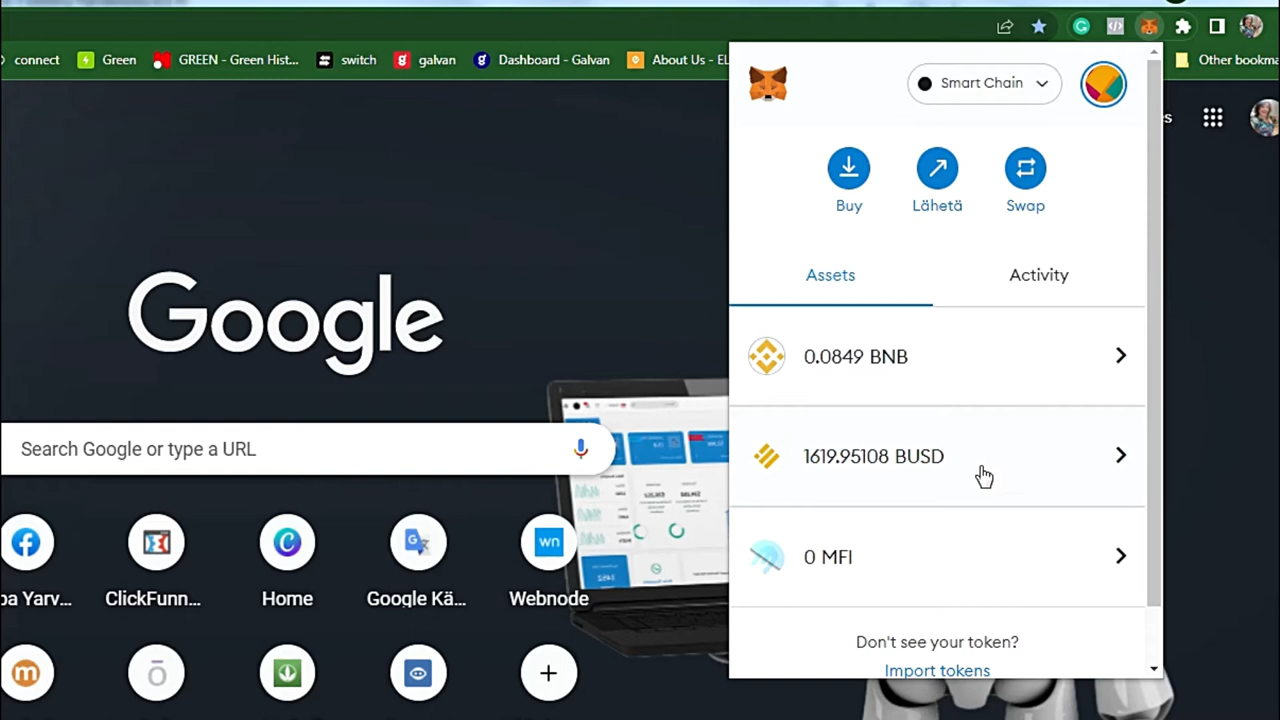 connect
Green
GREEN - Green Hist...
switch
galvan
Dashboard - Galvan
About Us - EL
Other bookma
Smart Chain
Buy
Lähetä
Swap
Assets
Activity
Google
0.0849 BNB
Search Google or type a URL
1619.95108 BUSD
wn
pa Yarv...
ClickFunn...
Home
Google Kä...
Webnode
0 MFI
Don't see your token?
Import tokens